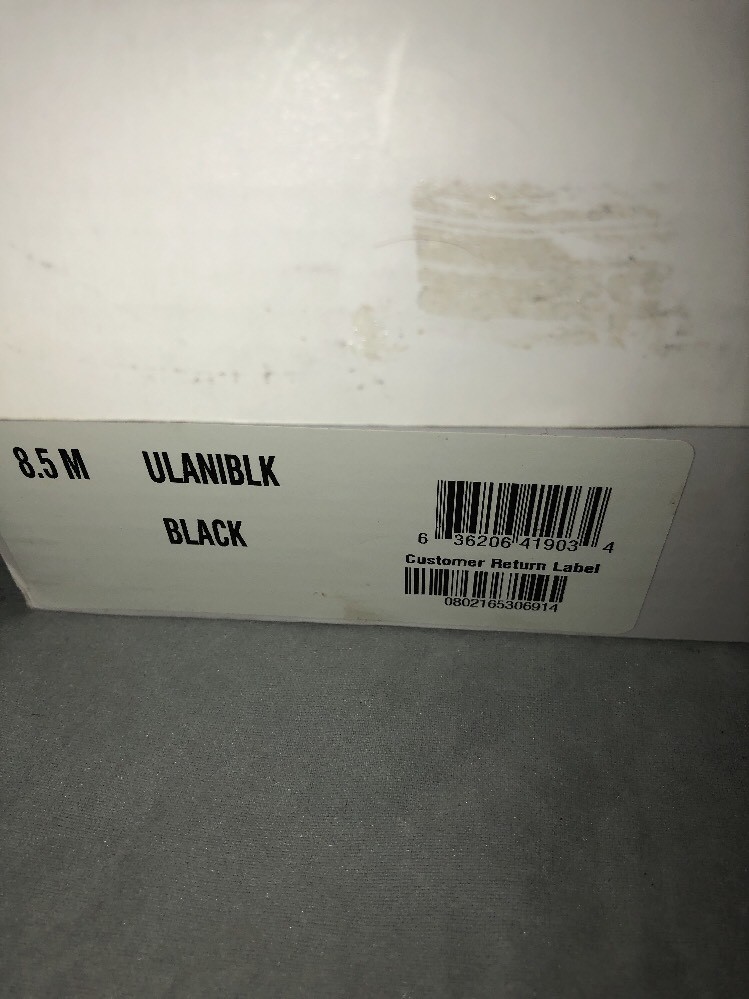 8.5 M ULANIBLK
BLACK
6 36206 41903 4
Customer Return Label
0802165306914